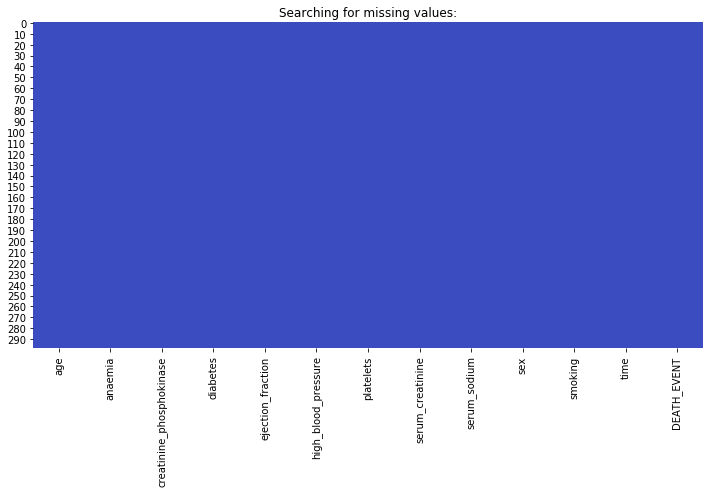 Searching for missing values:
0
10
20
30
40
50
60
70
80
90
100
110
120
130
140
150
160
170
180
190
200
210
220
230
240
250
260
270
280
290
age
anaemia
creatinine_phosphokinase
diabetes
ejection_fraction
high_blood_pressure
platelets
serum_creatinine
serum_sodium
sex
smoking
time
DEATH_EVENT